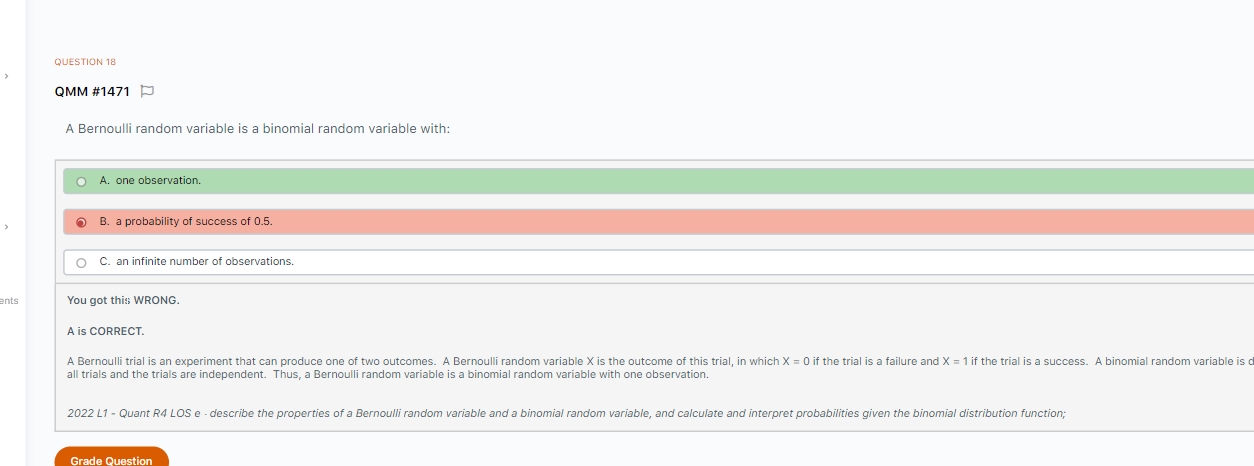 QUESTION 18
QMM #1471
A Bernoulli random variable is a binomial random variable with:
A. one observation.
B. a probability of success of 0.5.
C. an infinite number of observations.
ents
You got this WRONG.
A is CORRECT.
A Bernoulli trial is an experiment that can produce one of two outcomes. A Bernoulli random variable X is the outcome of this trial, in which X = 0 if the trial is a failure and X = 1 if the trial is a success. A binomial random variable is d
all trials and the trials are independent. Thus, a Bernoulli random variable is a binomial random variable with one observation.
2022 L1 - Quant R4 LOS e - describe the properties of a Bernoulli random variable and a binomial random variable, and calculate and interpret probabilities given the binomial distribution function;
Grade Question